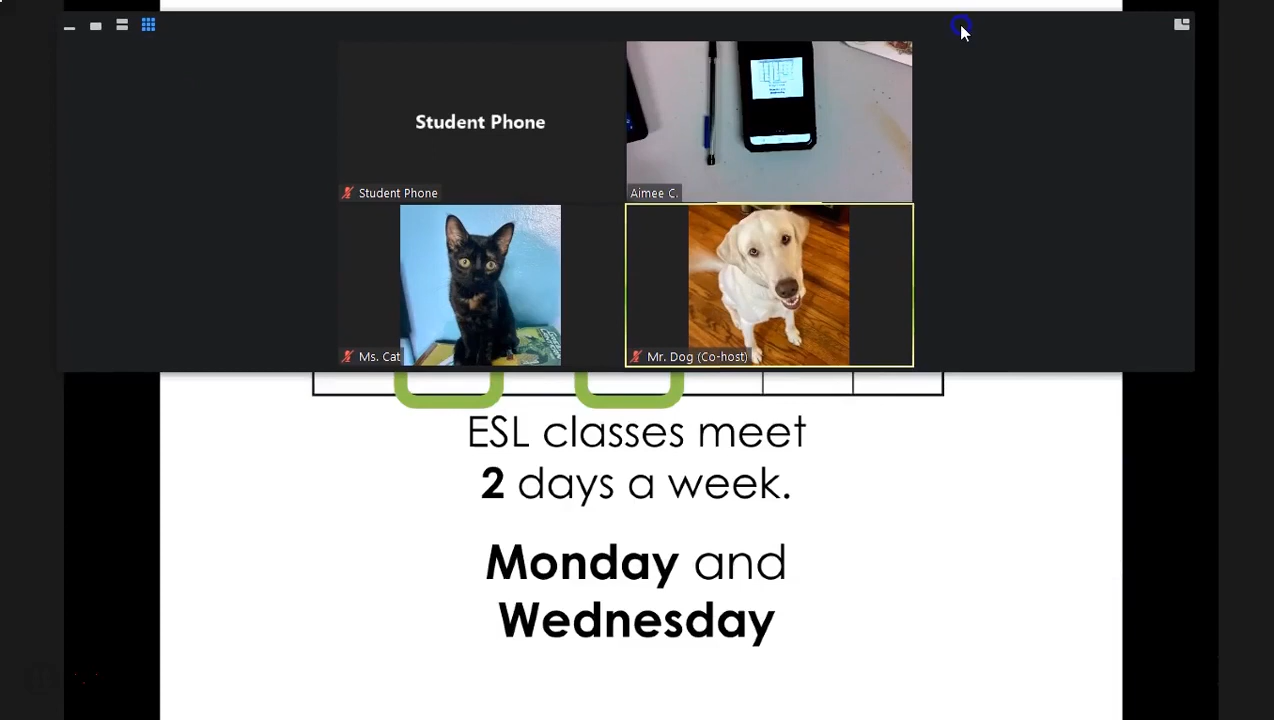 Student Phone
Student Phone
Aimee C.
Ms. Cat
Mr. Dog (Co-host)
ESL classes meet
2 days a week.
Monday and
Wednesday